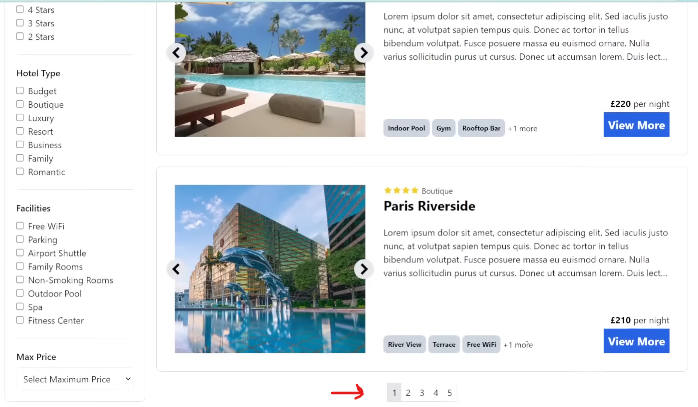 4 Stars
3 Stars
2 Stars
Hotel Type
Budget
Boutique
Luxury
Resort
Business
Family
Romantic
Facilities
Free WiFi
Parking
Airport Shuttle
Family Rooms
Non-Smoking Rooms
Outdoor Pool
Spa
Fitness Center
Max Price
Select Maximum Price
Lorem ipsum dolor sit amet, consectetur adipiscing elit. Sed iaculis justo
nunc, at volutpat sapien tempus quis. Donec ac tortor in tellus
bibendum volutpat. Fusce posuere massa eu euismod ornare. Nulla
varius sollicitudin purus ut cursus. Donec ut accumsan lorem. Duis lect...
£220 per night
Indoor Pool Gym Rooftop Bar +1 more
View More
Boutique
Paris Riverside
Lorem ipsum dolor sit amet, consectetur adipiscing elit. Sed iaculis justo
nunc, at volutpat sapien tempus quis. Donec ac tortor in tellus
bibendum volutpat. Fusce posuere massa eu euismod ornare. Nulla
varius sollicitudin purus ut cursus. Donec ut accumsan lorem. Duis lect...
£210 per night
River View Terrace Free WiFi +1 more
View More
1 2 3 4 5